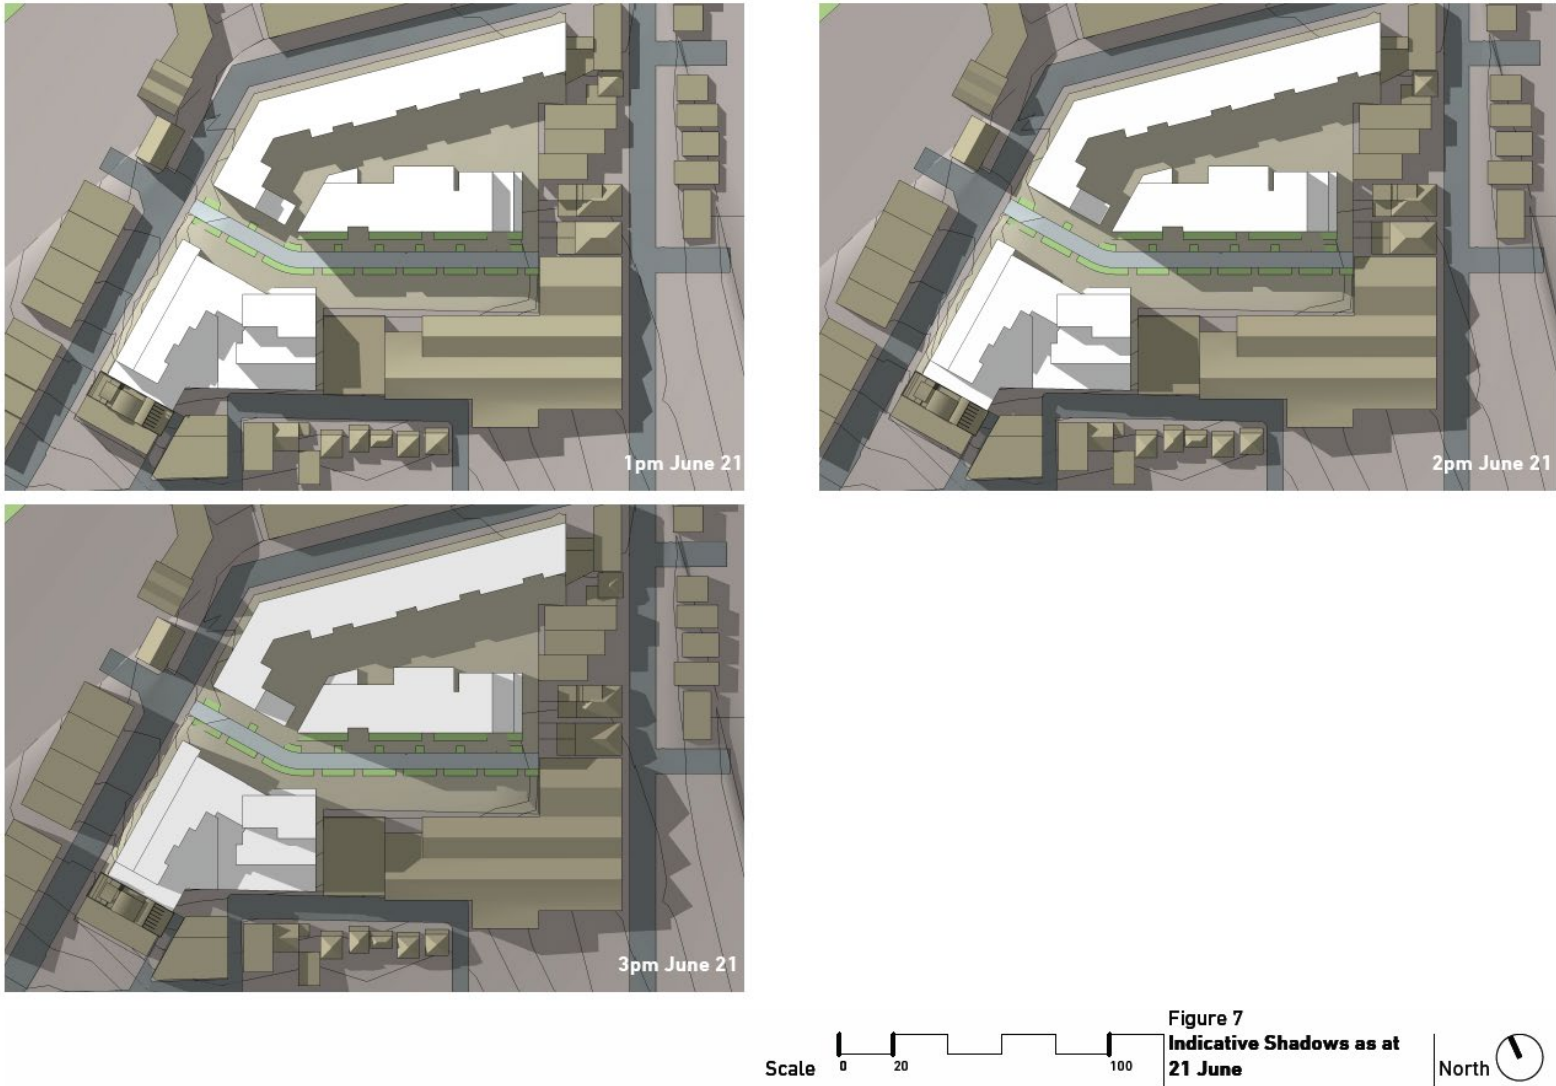 1pm June 21
2pm June 21
3pm June 21
Figure 7
Indicative Shadows as at
21 June
Scale
0
20
100
North